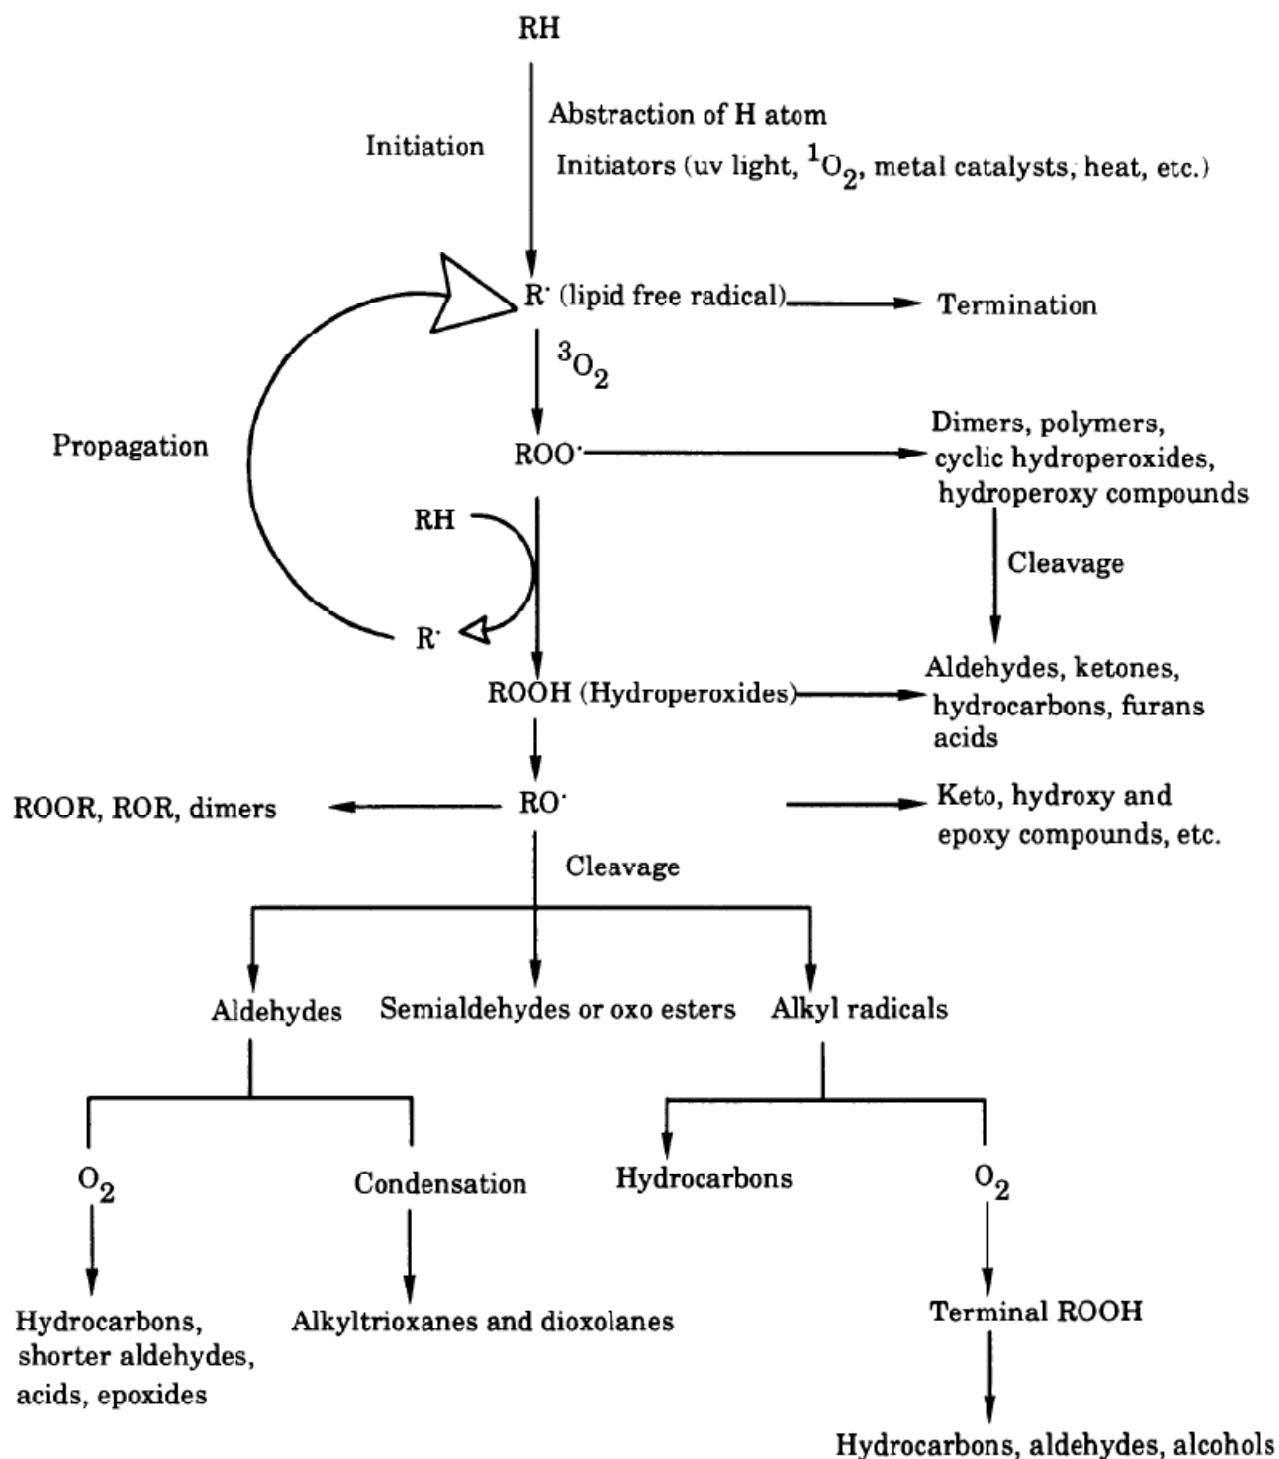 RH
Abstraction of H atom
Initiation
Initiators (uv light, ¹O₂, metal catalysts, heat, etc.)
R· (lipid free radical)
Termination
³O₂
Propagation
ROO·
Dimers, polymers,
cyclic hydroperoxides,
hydroperoxy compounds
RH
Cleavage
R·
ROOH (Hydroperoxides)
Aldehydes, ketones,
hydrocarbons, furans
acids
ROOR, ROR, dimers
RO·
Keto, hydroxy and
epoxy compounds, etc.
Cleavage
Aldehydes
Semialdehydes or oxo esters
Alkyl radicals
O₂
Condensation
Hydrocarbons
O₂
Hydrocarbons,
shorter aldehydes,
acids, epoxides
Alkyltrioxanes and dioxolanes
Terminal ROOH
Hydrocarbons, aldehydes, alcohols